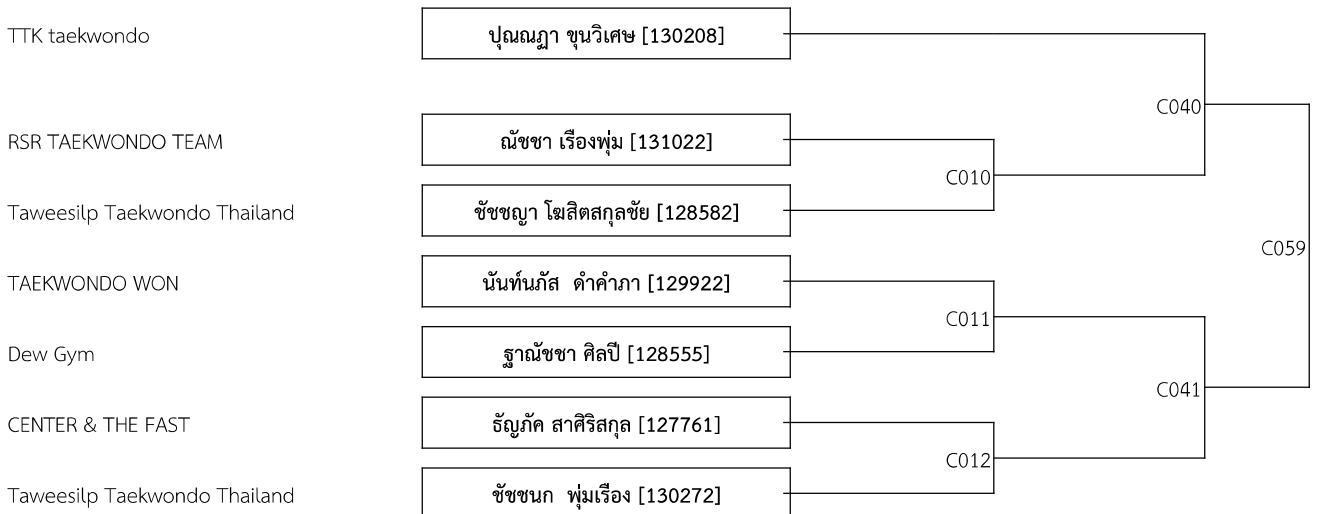 TTK taekwondo ปุณณฏา ขุนวิเศษ [130208]
C040
RSR TAEKWONDO TEAM ณัชชา เรืองพุ่ม [131022]
C010
Taweesilp Taekwondo Thailand ชัชชญา โฆสิตสกุลชัย [128582]
C059
TAEKWONDO WON นันท์นภัส ดำคำภา [129922]
C011
Dew Gym ฐาณัชชา ศิลปี [128555]
C041
CENTER & THE FAST ธัญภัค สาศิริสกุล [127761]
C012
Taweesilp Taekwondo Thailand ชัชชนก พุ่มเรือง [130272]